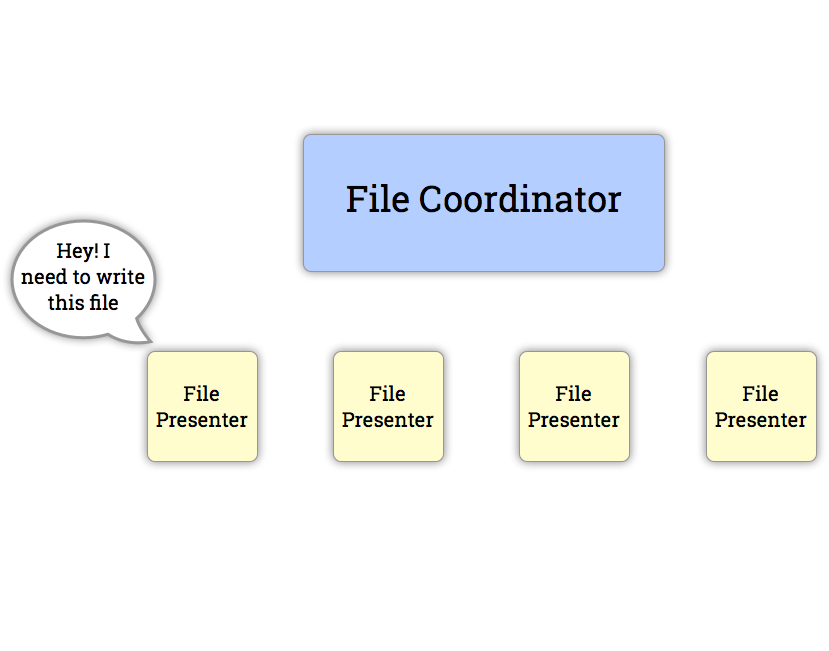 File Coordinator
Hey! I
need to write
this file
File
Presenter
File
Presenter
File
Presenter
File
Presenter